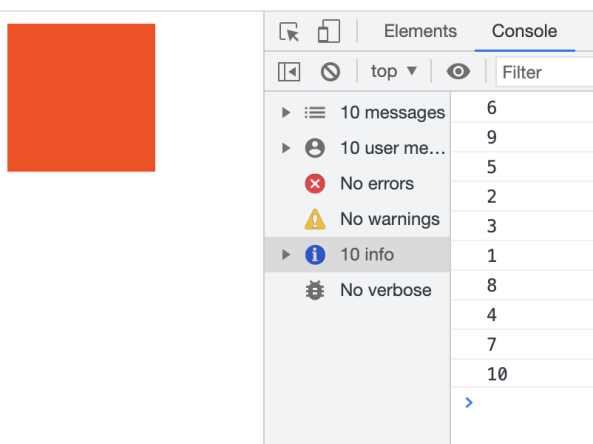 Elements Console
top Filter
10 messages
10 user me...
No errors
No warnings
10 info
No verbose
6
9
5
2
3
1
8
4
7
10